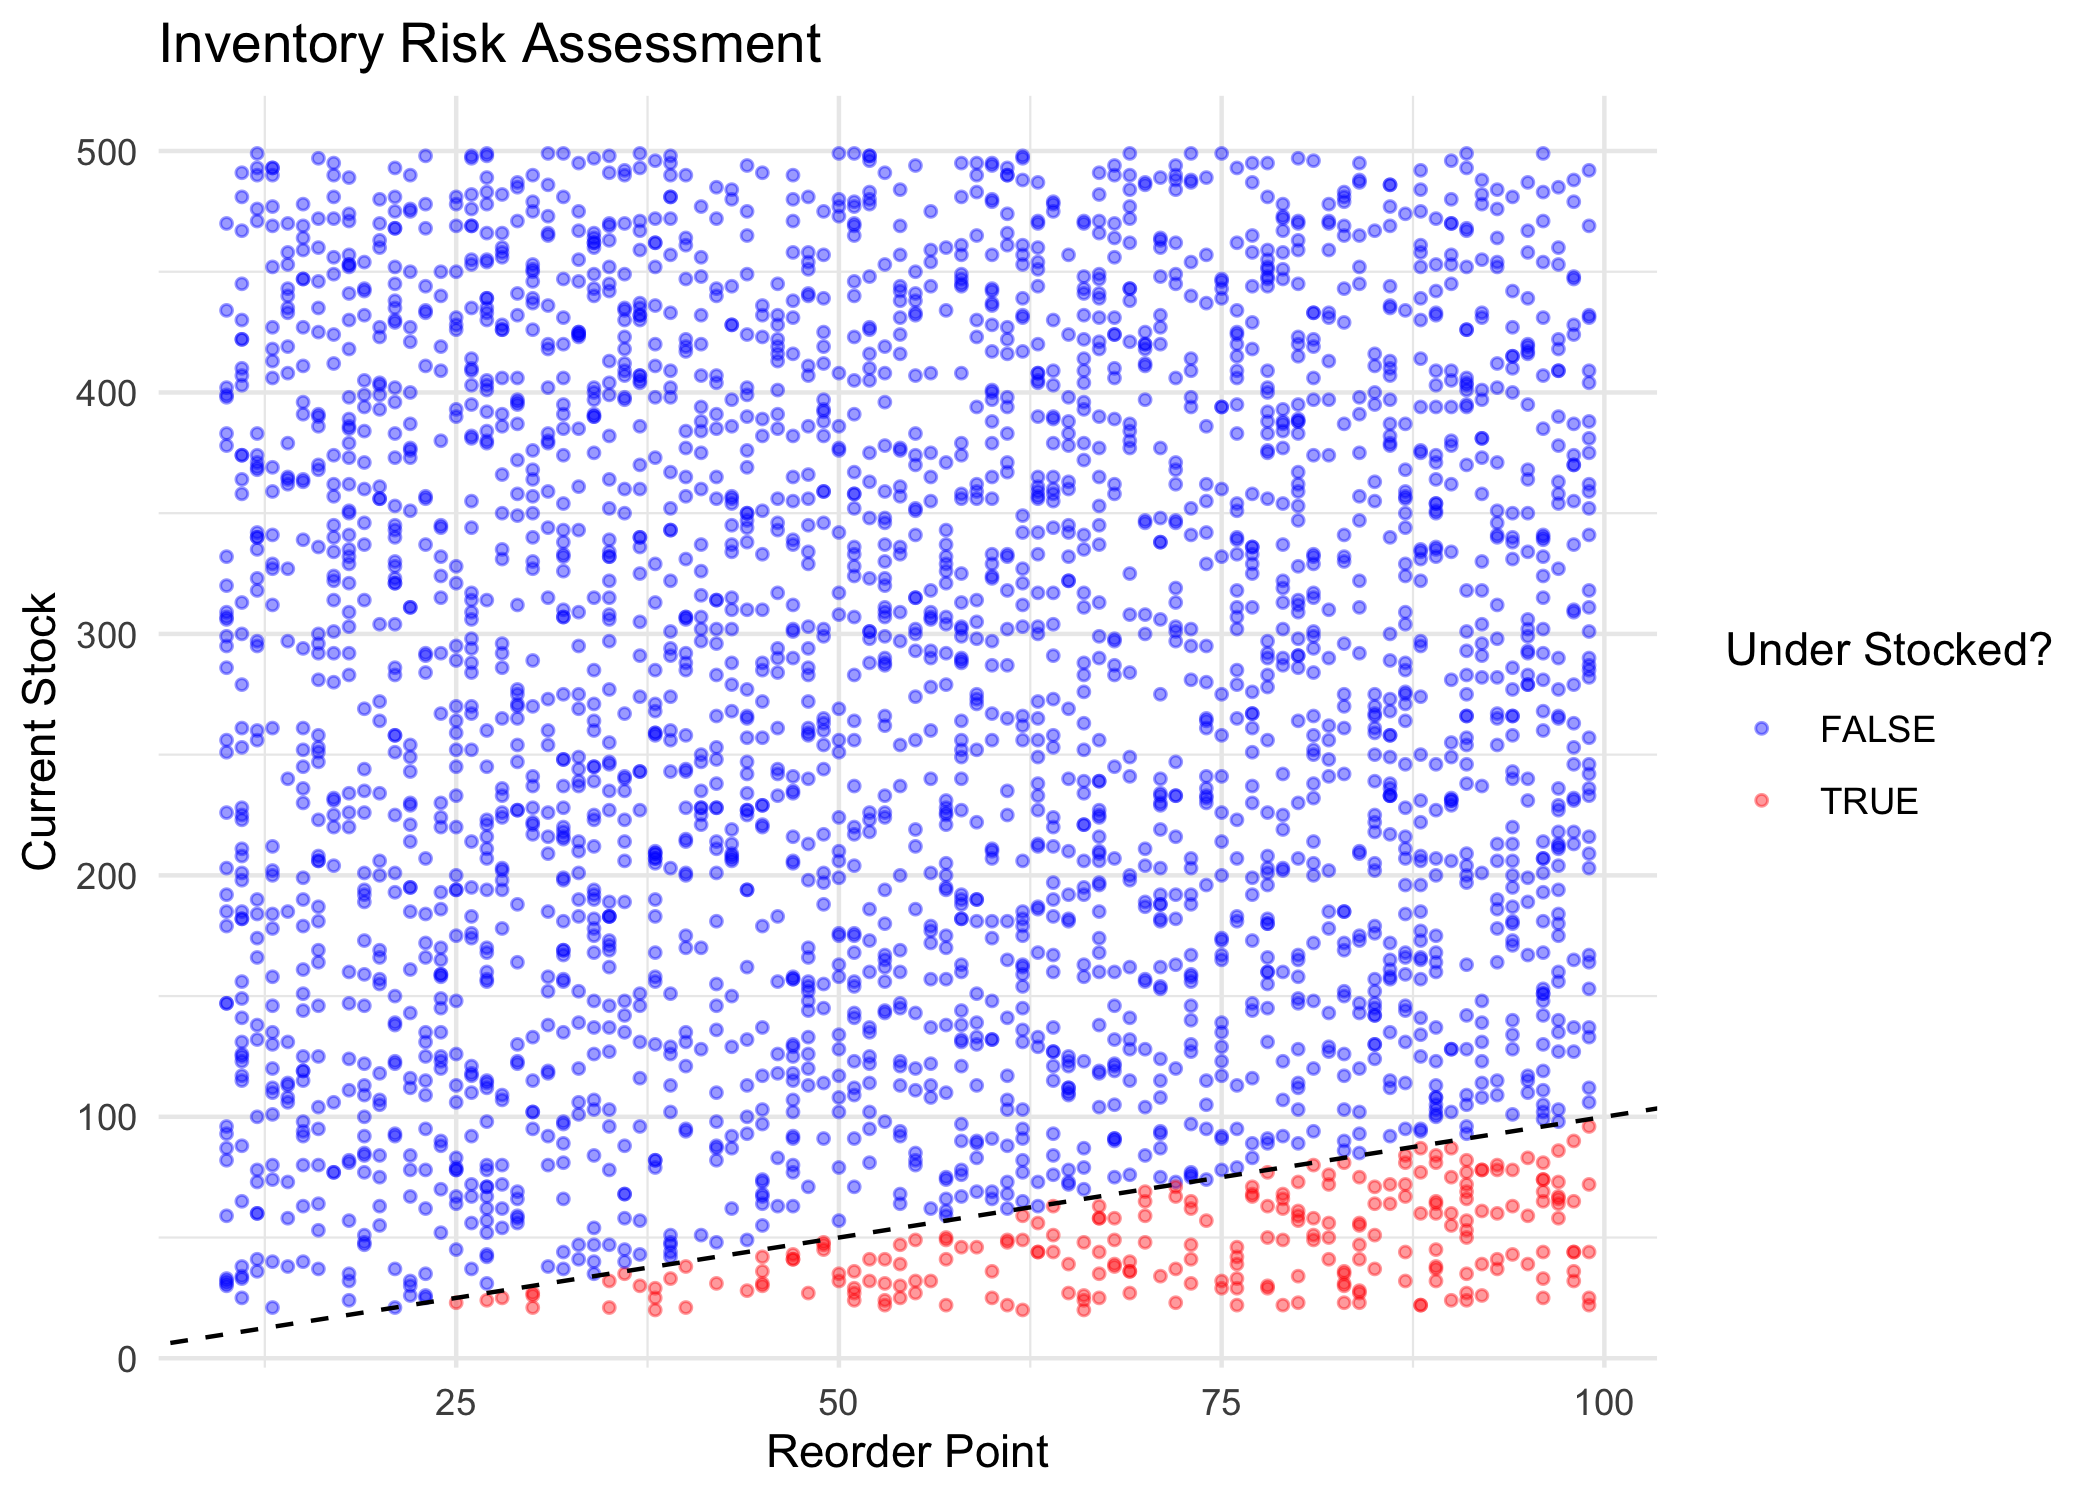 Inventory Risk Assessment
500
400
300
200
100
0
Current Stock
25
50
75
100
Reorder Point
Under Stocked?
FALSE
TRUE